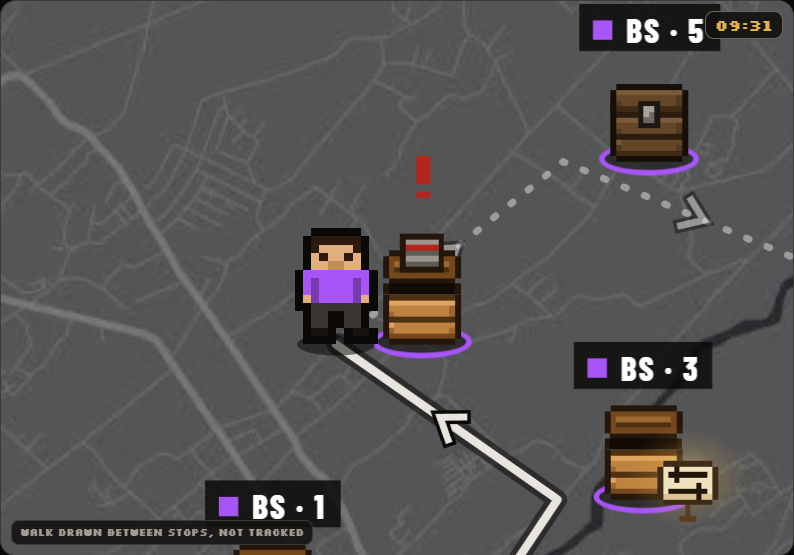 BS · 5
09:31
!
BS · 3
BS · 1
WALK DRAWN BETWEEN STOPS, NOT TRACKED